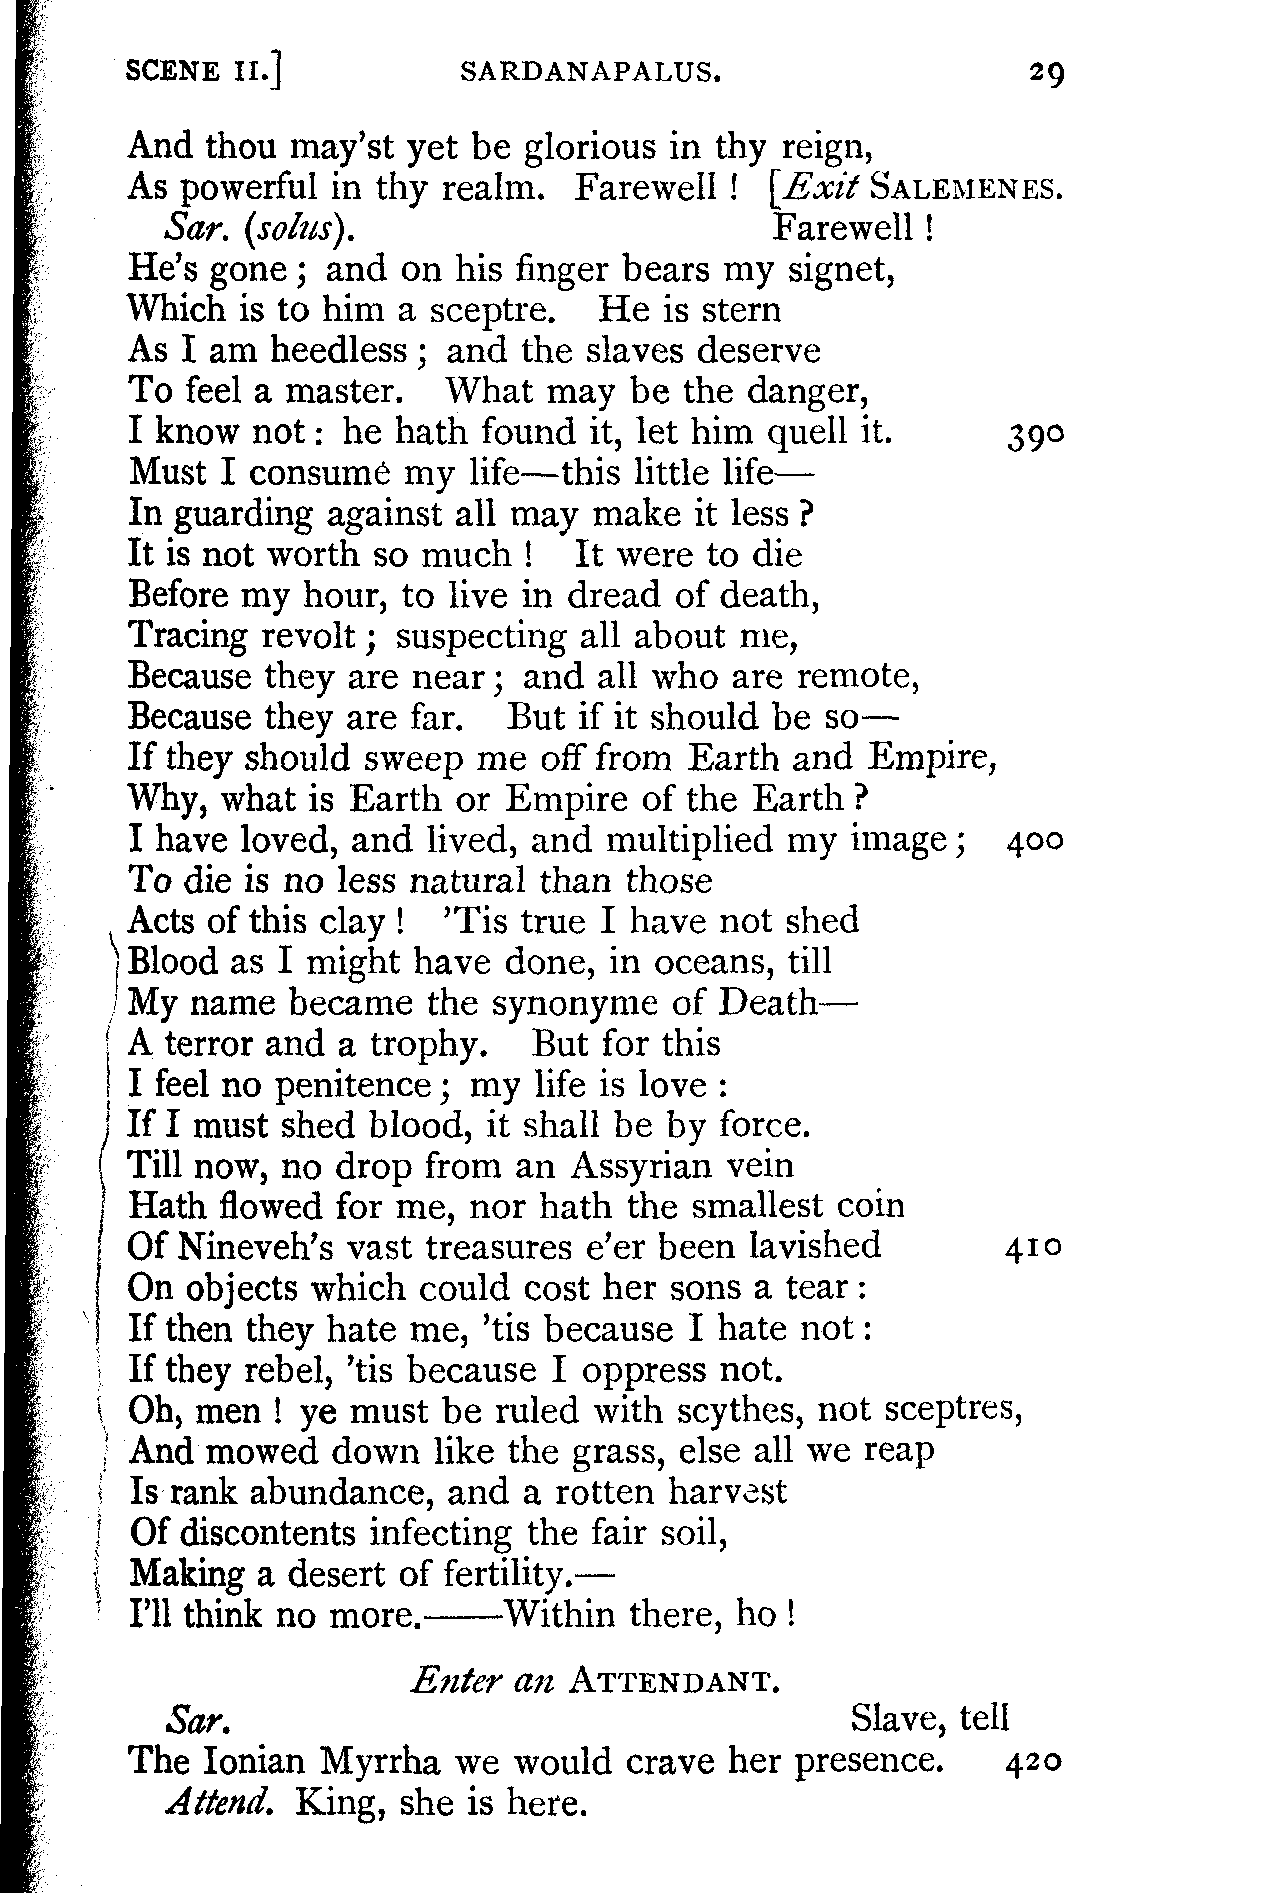 SCENE II.] SARDANAPALUS. 29
And thou may'st yet be glorious in thy reign,
As powerful in thy realm. Farewell ! [Exit SALEMENES.
Sar. (solus). Farewell !
He's gone ; and on his finger bears my signet,
Which is to him a sceptre. He is stern
As I am heedless ; and the slaves deserve
To feel a master. What may be the danger,
I know not : he hath found it, let him quell it. 390
Must I consume my life—this little life—
In guarding against all may make it less ?
It is not worth so much ! It were to die
Before my hour, to live in dread of death,
Tracing revolt ; suspecting all about me,
Because they are near ; and all who are remote,
Because they are far. But if it should be so—
If they should sweep me off from Earth and Empire,
Why, what is Earth or Empire of the Earth ?
I have loved, and lived, and multiplied my image ; 400
To die is no less natural than those
Acts of this clay ! 'Tis true I have not shed
Blood as I might have done, in oceans, till
My name became the synonyme of Death—
A terror and a trophy. But for this
I feel no penitence ; my life is love :
If I must shed blood, it shall be by force.
Till now, no drop from an Assyrian vein
Hath flowed for me, nor hath the smallest coin
Of Nineveh's vast treasures e'er been lavished 410
On objects which could cost her sons a tear :
If then they hate me, 'tis because I hate not :
If they rebel, 'tis because I oppress not.
Oh, men ! ye must be ruled with scythes, not sceptres,
And mowed down like the grass, else all we reap
Is rank abundance, and a rotten harvest
Of discontents infecting the fair soil,
Making a desert of fertility.—
I'll think no more.——Within there, ho !
Enter an ATTENDANT.
Sar. Slave, tell
The Ionian Myrrha we would crave her presence. 420
Attend. King, she is here.